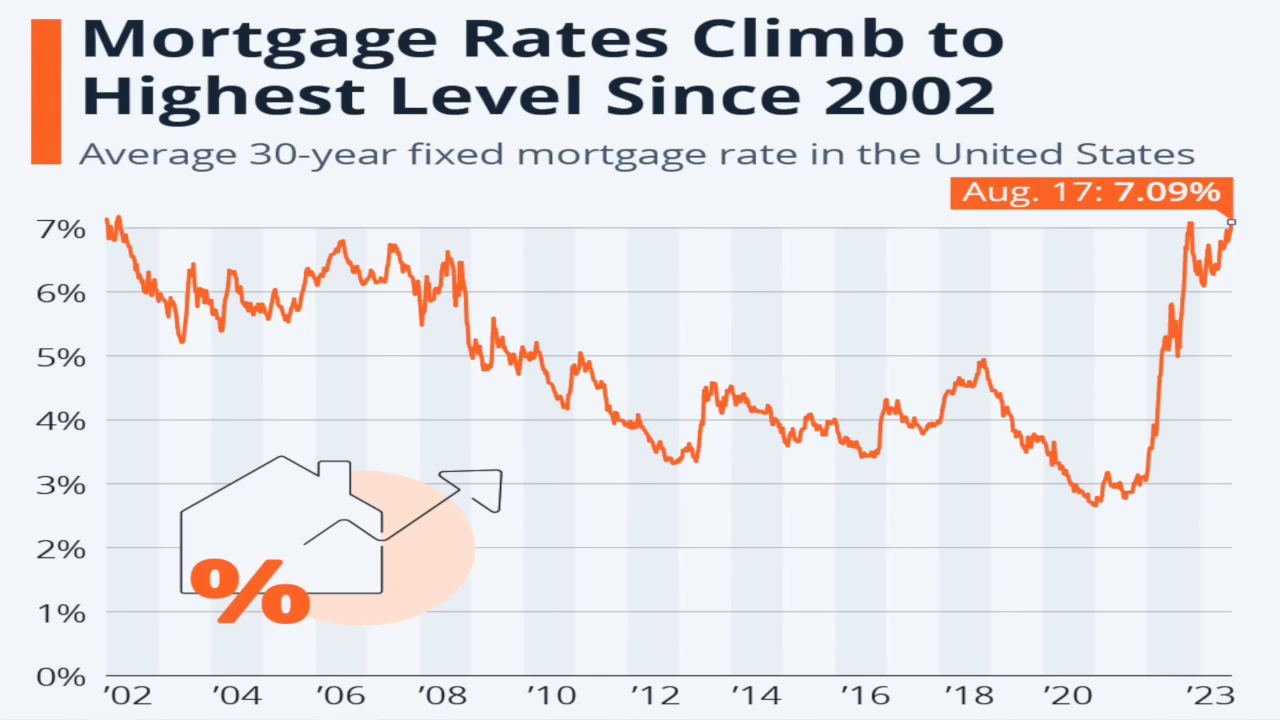 Mortgage Rates Climb to
Highest Level Since 2002
Average 30-year fixed mortgage rate in the United States
Aug. 17: 7.09%
7%
6%
5%
4%
3%
2%
1%
0%
%
’02 ’04 ’06 ’08 ’10 ’12 ’14 ’16 ’18 ’20 ’23